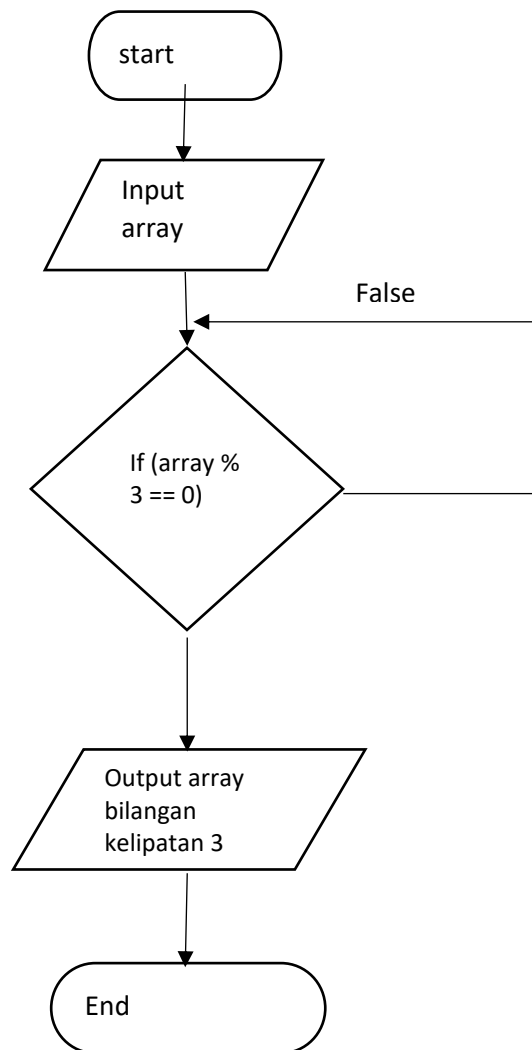 start
Input
array
False
If (array %
3 == 0)
Output array
bilangan
kelipatan 3
End